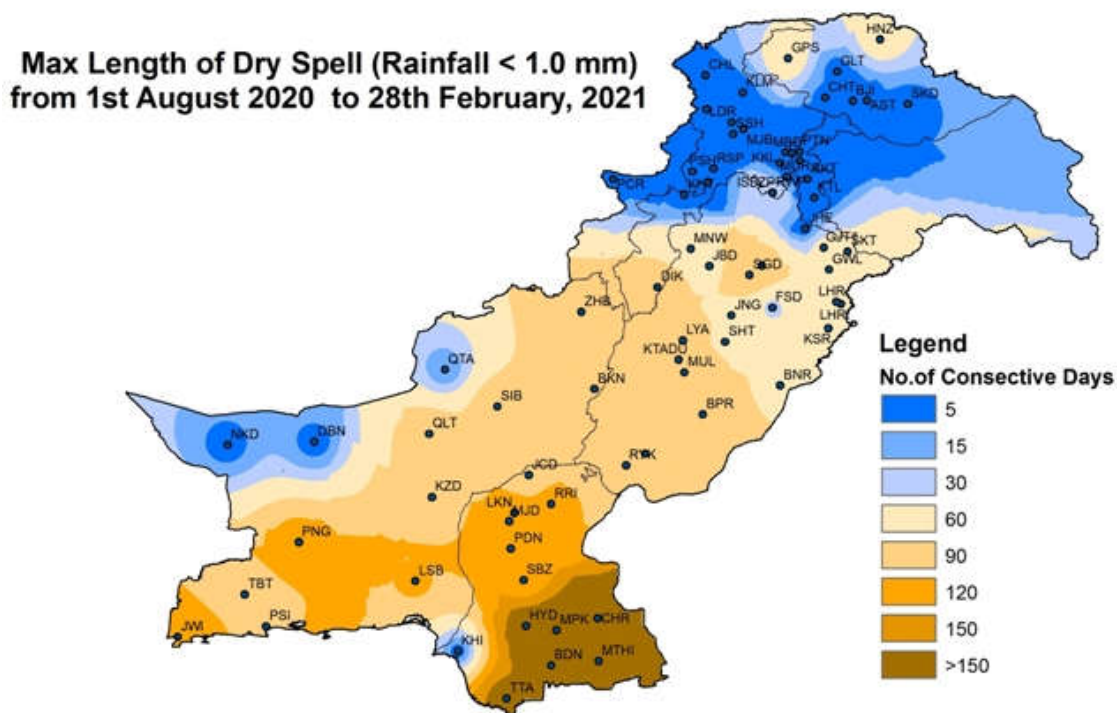 Max Length of Dry Spell (Rainfall < 1.0 mm)
from 1st August 2020 to 28th February, 2021
HNZ
GPS
CHL
GLT
KLM
CHT BJI
AST
SKD
LDR
SSH
MJB
PTN
KKL
PSH
RSP
PCR
KTL
MNW
GJT
SKT
JBD
SGD
GWL
DIK
ZHB
JNG
FSD
LHR
LHR
LYA
SHT
KSR
KTADU
QTA
MUL
BKN
BNR
SIB
BPR
QLT
NKD
DBN
RYK
JCD
KZD
LKN
RRI
MJD
PNG
PDN
LSB
SBZ
TBT
JWI
PSI
HYD
MPK
CHR
KHI
BDN
MTHI
TTA
Legend
No.of Consective Days
5
15
30
60
90
120
150
>150